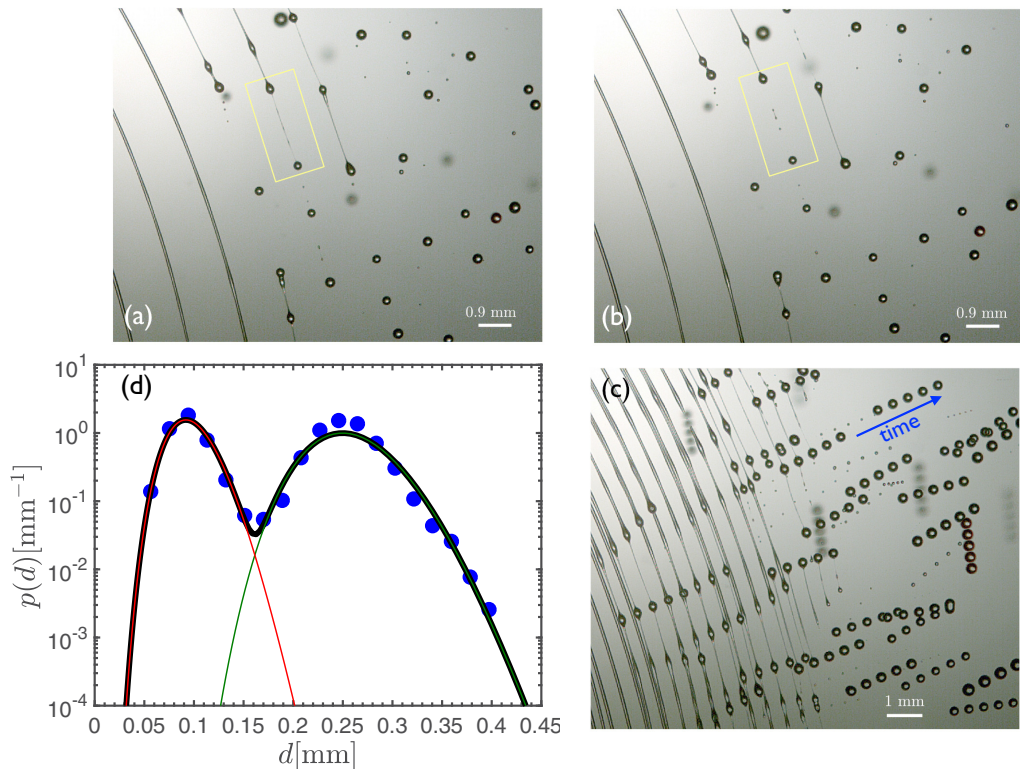 (a)
0.9 mm
(b)
0.9 mm
(d)
10^1
10^0
10^-1
10^-2
10^-3
10^-4
p(d)[mm^-1]
0 0.05 0.1 0.15 0.2 0.25 0.3 0.35 0.4 0.45
d[mm]
(c)
time
1 mm